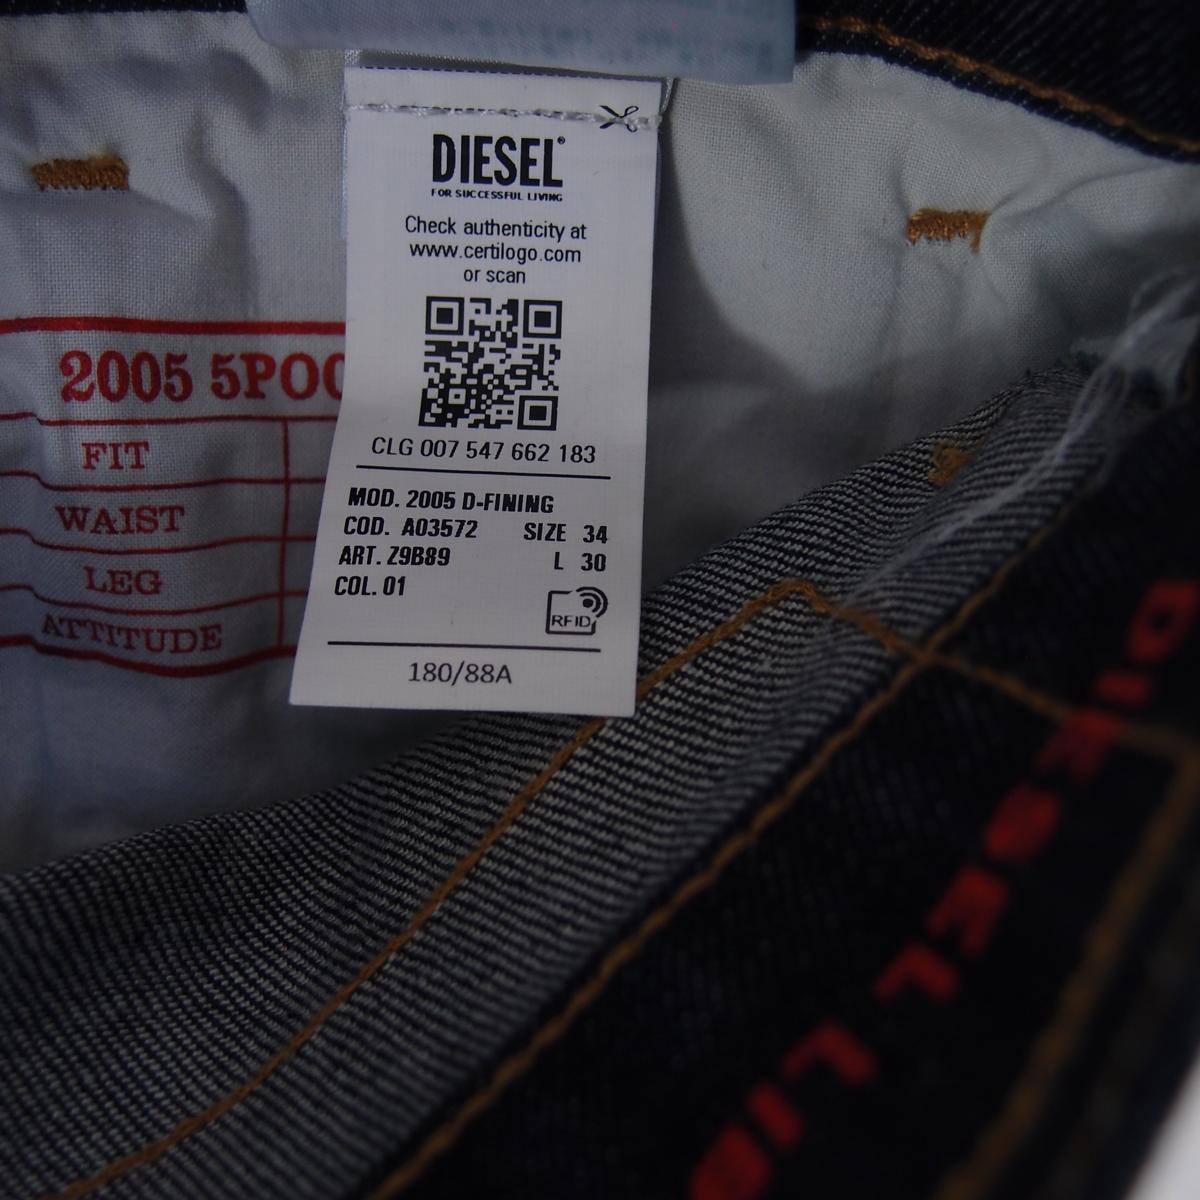 DIESEL®
FOR SUCCESSFUL LIVING
Check authenticity at
www.certilogo.com
or scan
CLG 007 547 662 183
MOD. 2005 D-FINING
COD. A03572 SIZE 34
ART. Z9B89 L 30
COL. 01
RFID
180/88A
2005 5POC
FIT
WAIST
LEG
ATTITUDE